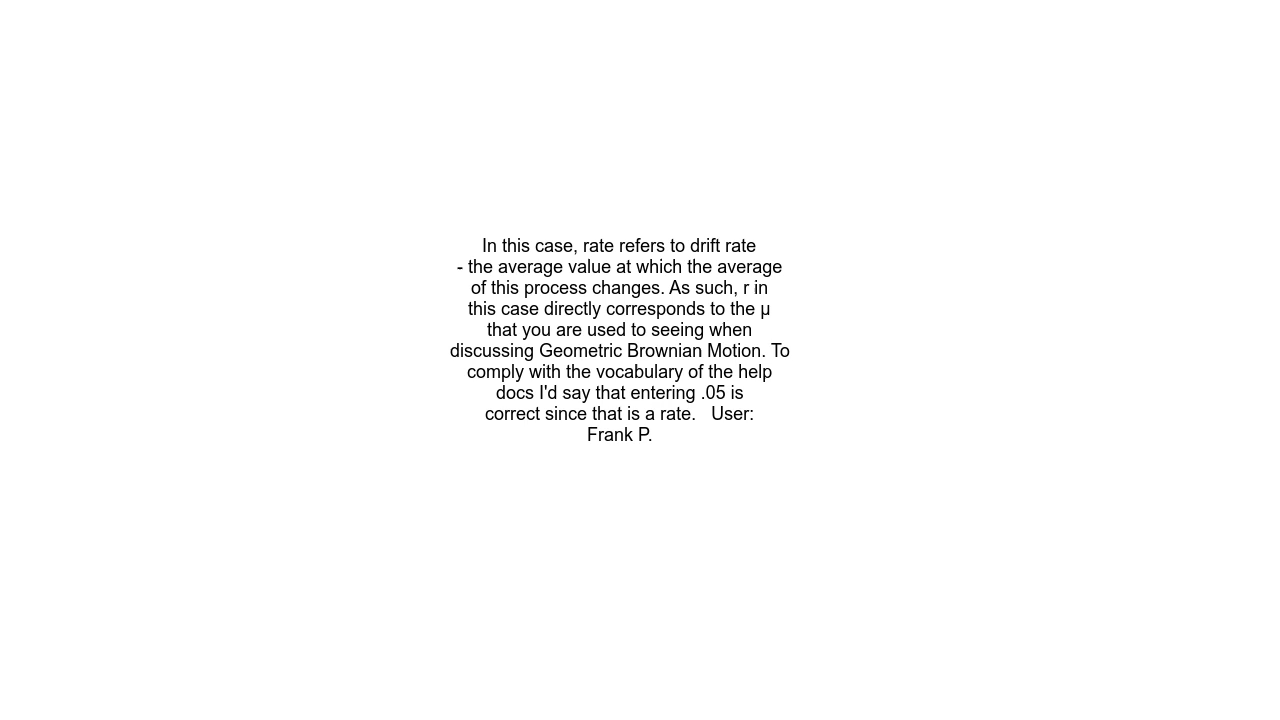 In this case, rate refers to drift rate
- the average value at which the average
of this process changes. As such, r in
this case directly corresponds to the µ
that you are used to seeing when
discussing Geometric Brownian Motion. To
comply with the vocabulary of the help
docs I'd say that entering .05 is
correct since that is a rate.   User:
Frank P.